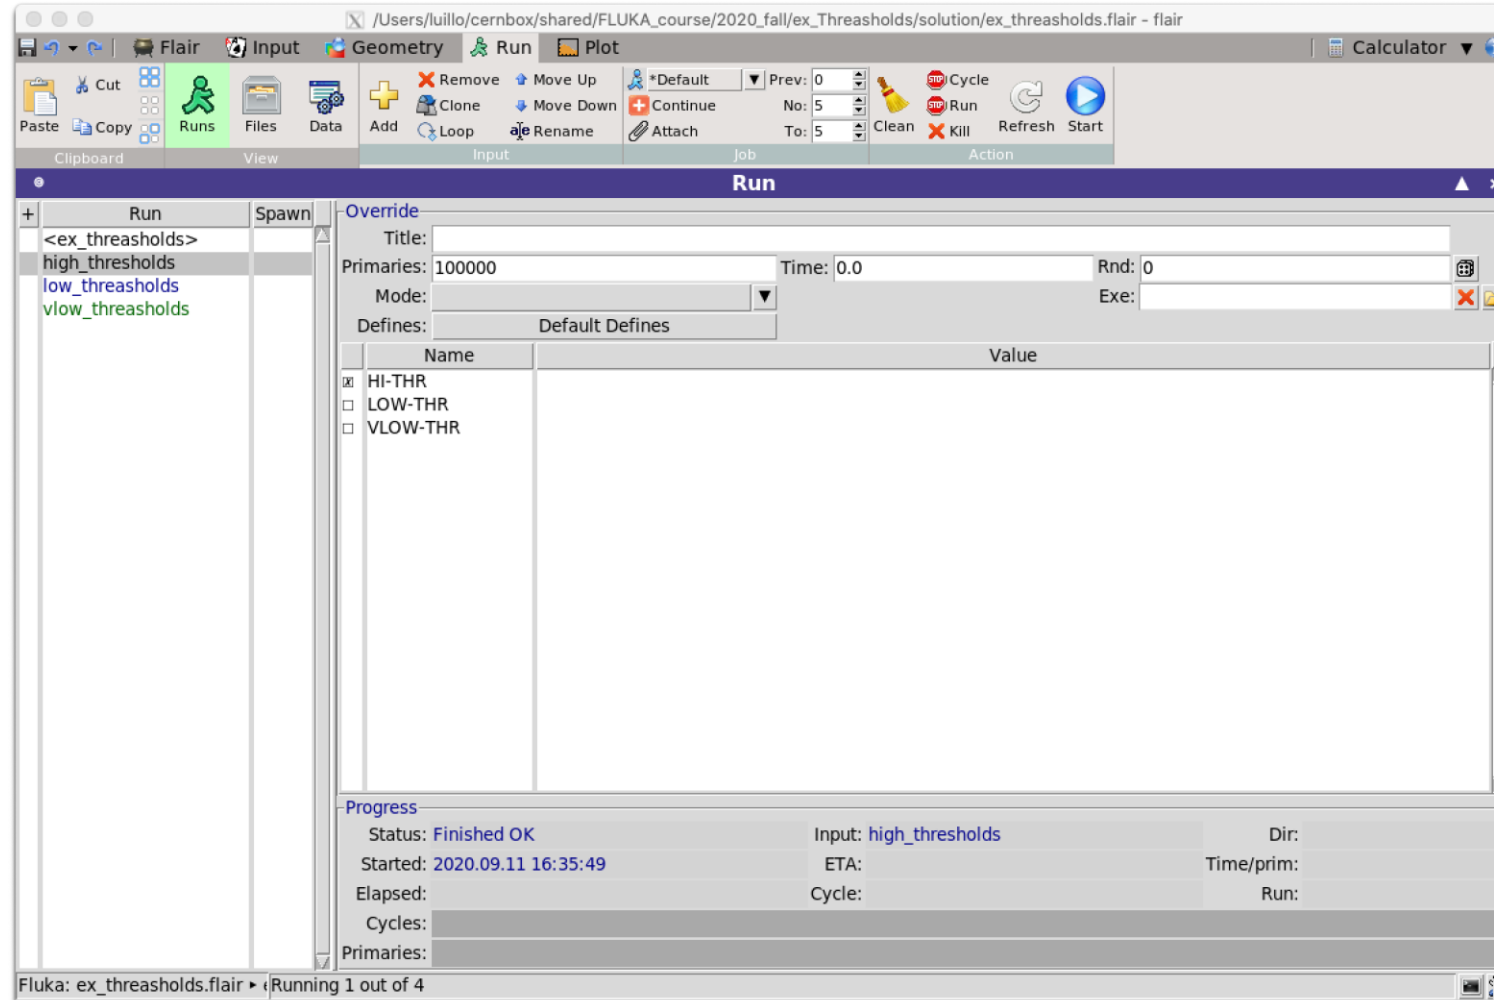 /Users/luillo/cernbox/shared/FLUKA_course/2020_fall/ex_Threasholds/solution/ex_threasholds.flair - flair
Flair Input Geometry Run Plot Calculator
Paste Cut Copy Runs Files Data Add Remove Clone Loop Move Up Move Down Rename *Default Continue Attach Prev: 0 No: 5 To: 5 Clean STOP Cycle STOP Run Kill Refresh Start
Clipboard View Input Job Action
Run
+ Run Spawn
<ex_threasholds>
high_thresholds
low_threasholds
vlow_threasholds
Override
Title:
Primaries: 100000 Time: 0.0 Rnd: 0
Mode: Exe:
Defines: Default Defines
Name Value
HI-THR
LOW-THR
VLOW-THR
Progress
Status: Finished OK Input: high_thresholds Dir:
Started: 2020.09.11 16:35:49 ETA: Time/prim:
Elapsed: Cycle: Run:
Cycles:
Primaries:
Fluka: ex_threasholds.flair Running 1 out of 4